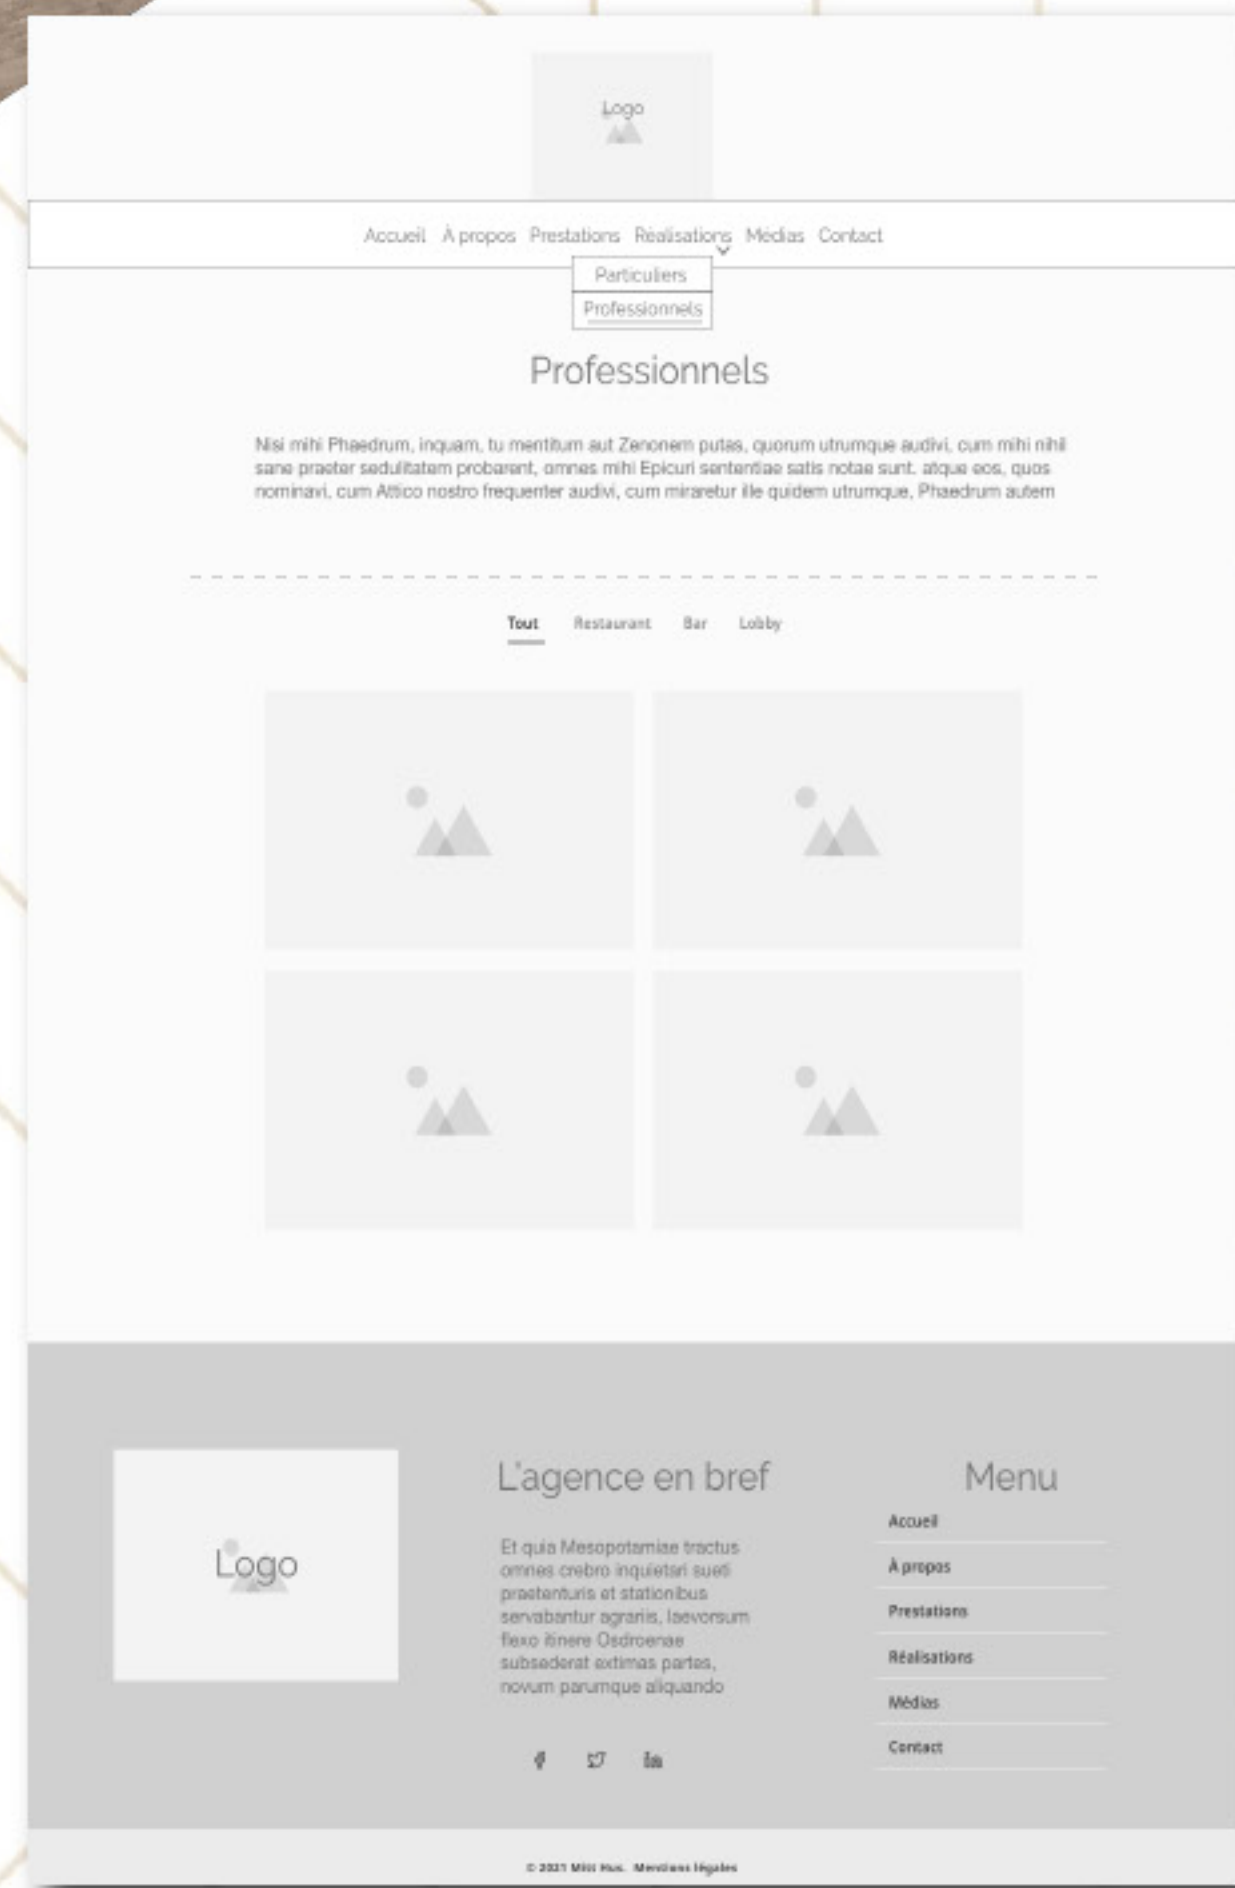 Logo
Accueil À propos Prestations Réalisations Médias Contact
Particuliers
Professionnels
Professionnels
Nisi mihi Phaedrum, inquam, tu mentitum aut Zenonem putas, quorum utrumque audivi, cum mihi nihil
sane praeter sedulitatem probarent, omnes mihi Epicuri sententiae satis notae sunt. atque eos, quos
nominavi, cum Attico nostro frequenter audivi, cum miraretur ille quidem utrumque, Phaedrum autem
Tout Restaurant Bar Lobby
Logo
L'agence en bref
Et quia Mesopotamiae tractus
omnes crebro inquietari sueti
praetenturis et stationibus
servabantur agrariis, laevorsum
flexo itinere Osdroenae
subsederat extimas partes,
novum parumque aliquando
Menu
Accueil
À propos
Prestations
Réalisations
Médias
Contact
© 2021 Mitt Hus. Mentions légales